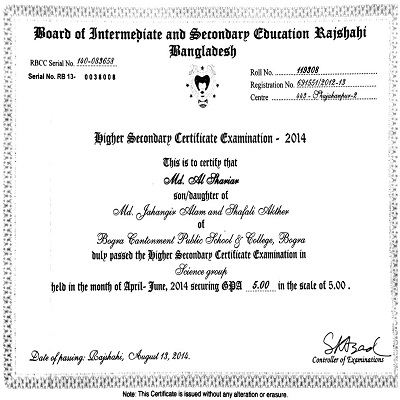 Board of Intermediate and Secondary Education Rajshahi
Bangladesh
RBCC Serial No. 140-083658
Serial No. RB 13- 0038008
Roll No. 119308
Registration No. 691551/2012-13
Centre 443 - Shajahanpur-2
Higher Secondary Certificate Examination - 2014
This is to certify that
Md. Al Shariar
son/daughter of
Md. Jahangir Alam and Shafali Akther
of
Bogra Cantonment Public School & College, Bogra
duly passed the Higher Secondary Certificate Examination in
Science group
held in the month of April- June, 2014 securing GPA 5.00 in the scale of 5.00 .
Date of passing: Rajshahi, August 13, 2014.
Controller of Examinations
Note: This Certificate is issued without any alteration or erasure.